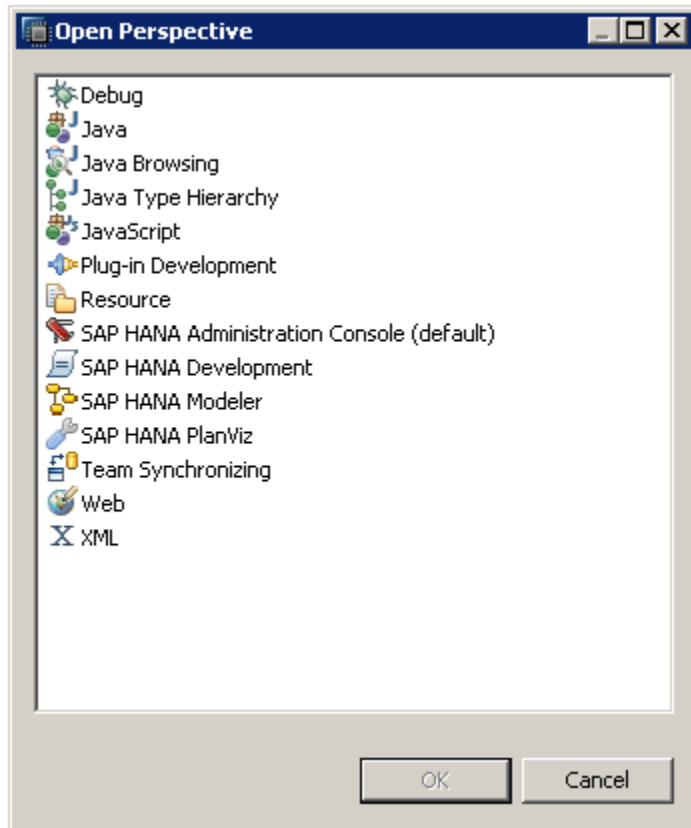 Open Perspective
Debug
Java
Java Browsing
Java Type Hierarchy
JavaScript
Plug-in Development
Resource
SAP HANA Administration Console (default)
SAP HANA Development
SAP HANA Modeler
SAP HANA PlanViz
Team Synchronizing
Web
XML
OK
Cancel